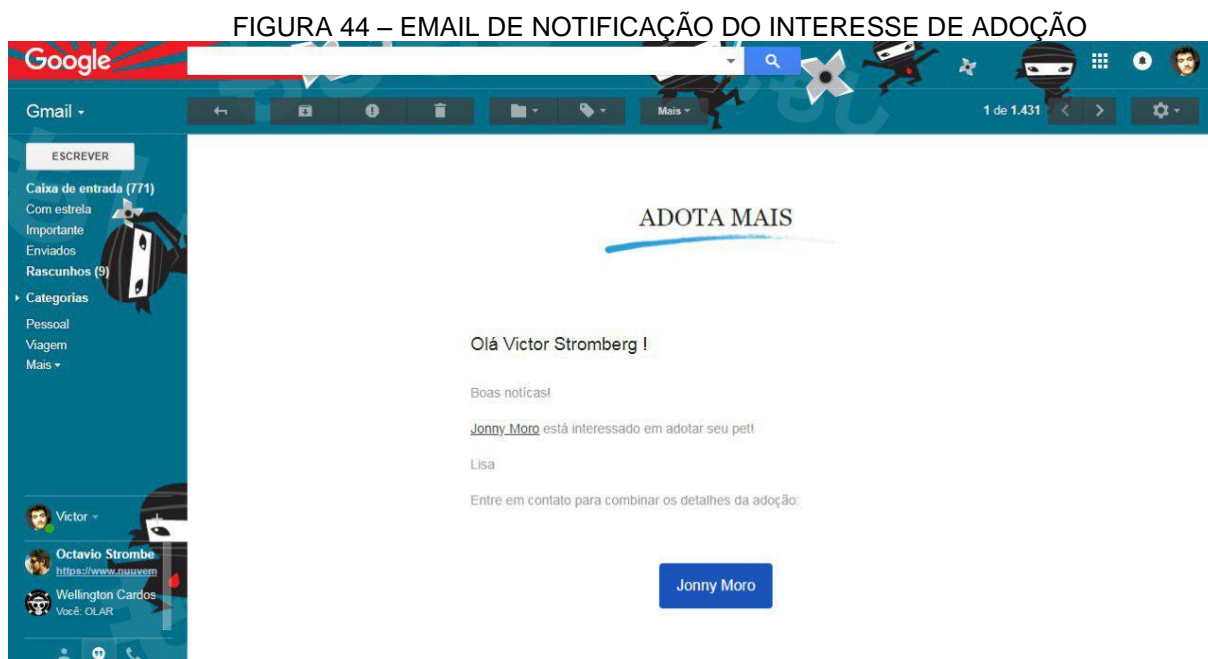 FIGURA 44 – EMAIL DE NOTIFICAÇÃO DO INTERESSE DE ADOÇÃO
Google
Gmail
Mais
1 de 1.431
ESCREVER
Caixa de entrada (771)
Com estrela
Importante
Enviados
Rascunhos (9)
Categorias
Pessoal
Viagem
Mais
ADOTA MAIS
Olá Victor Stromberg !
Boas notícas!
Jonny Moro está interessado em adotar seu pet!
Lisa
Entre em contato para combinar os detalhes da adoção:
Jonny Moro
Victor
Octavio Strombe
https://www.nuuvem
Wellington Cardos
Você: OLAR